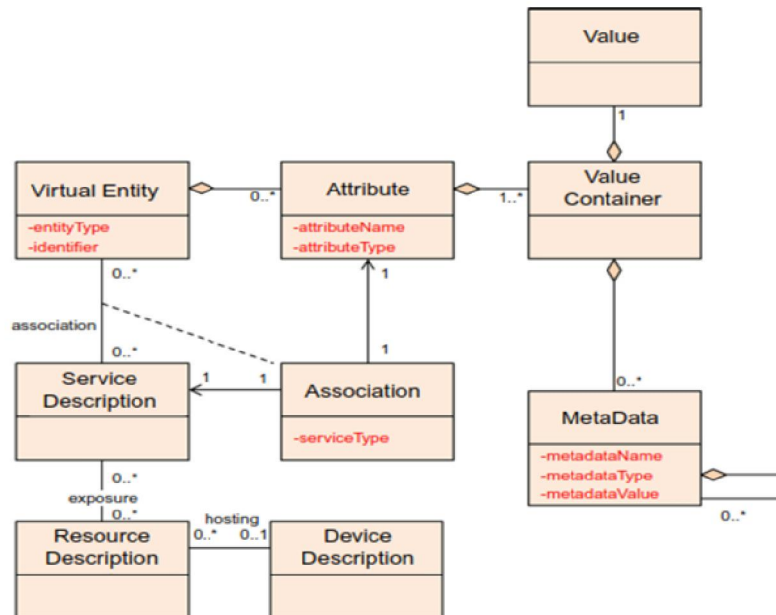 Value
1
Virtual Entity
-entityType
-identifier
0..*
Attribute
-attributeName
-attributeType
1..*
Value
Container
0..*
association
0..*
1
1
Service
Description
1
1
Association
-serviceType
0..*
MetaData
-metadataName
-metadataType
-metadataValue
0..*
0..*
exposure
0..*
Resource
Description
hosting
0..*
0..1
Device
Description